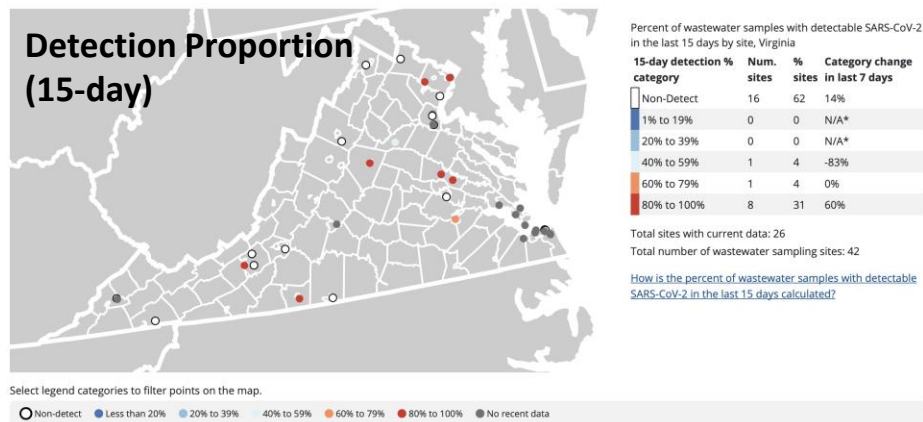 Detection Proportion
(15-day)
Percent of wastewater samples with detectable SARS-CoV-2
in the last 15 days by site, Virginia
15-day detection % category Num. sites % sites Category change in last 7 days
Non-Detect 16 62 14%
1% to 19% 0 0 N/A*
20% to 39% 0 0 N/A*
40% to 59% 1 4 -83%
60% to 79% 1 4 0%
80% to 100% 8 31 60%
Total sites with current data: 26
Total number of wastewater sampling sites: 42
How is the percent of wastewater samples with detectable
SARS-CoV-2 in the last 15 days calculated?
Select legend categories to filter points on the map.
Non-detect Less than 20% 20% to 39% 40% to 59% 60% to 79% 80% to 100% No recent data